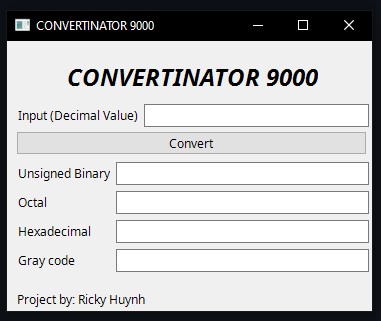 CONVERTINATOR 9000
CONVERTINATOR 9000
Input (Decimal Value)
Convert
Unsigned Binary
Octal
Hexadecimal
Gray code
Project by: Ricky Huynh